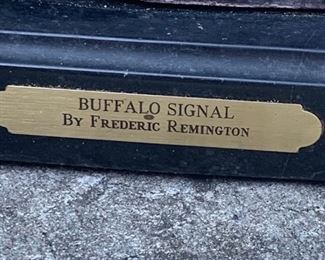 BUFFALO SIGNAL
BY FREDERIC REMINGTON